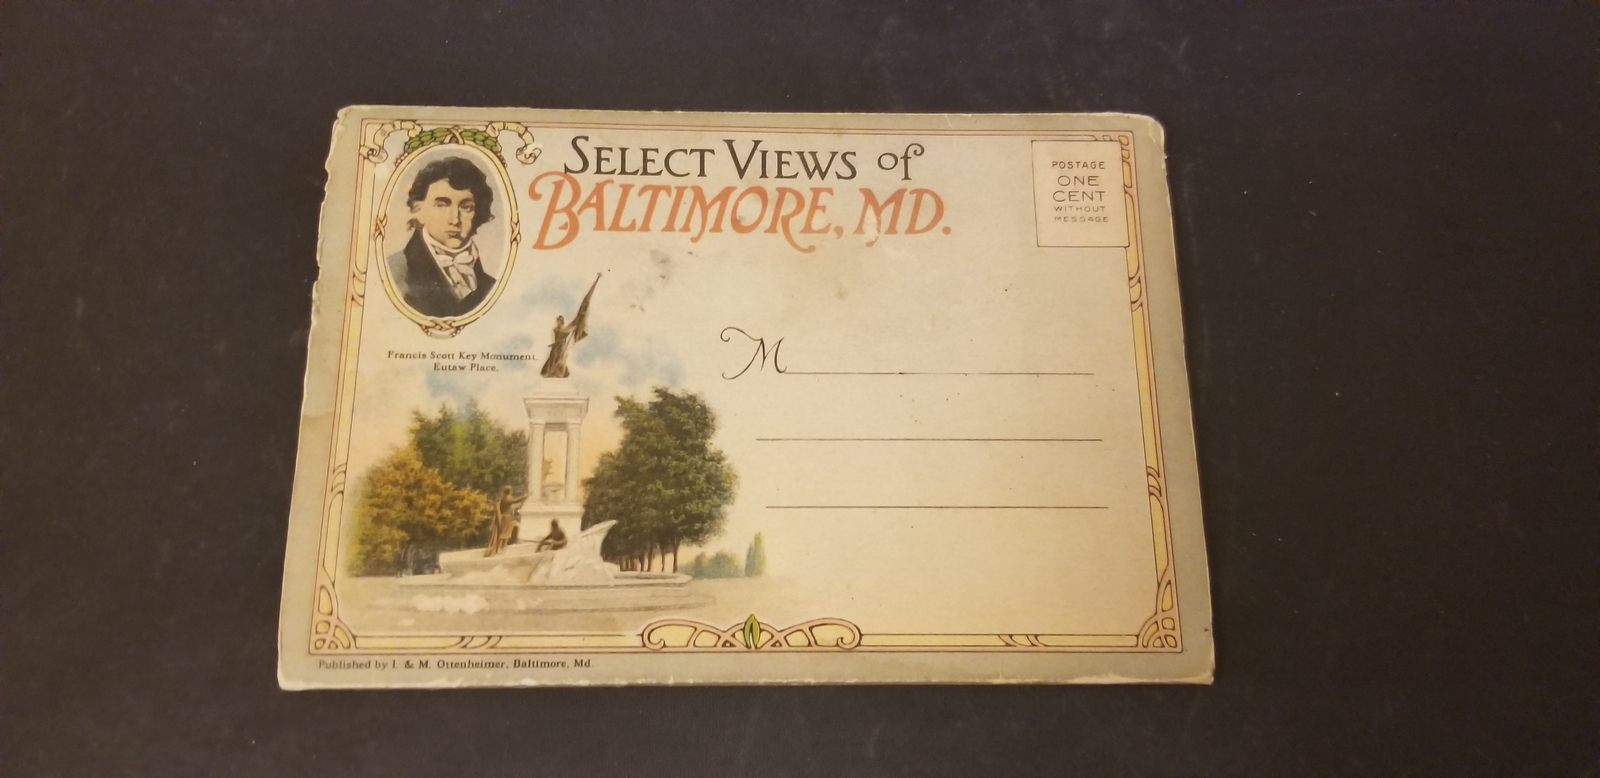 SELECT VIEWS of
BALTIMORE, MD.
POSTAGE
ONE
CENT
WITHOUT
MESSAGE
Francis Scott Key Monument.
Eutaw Place.
M
Published by I. & M. Ottenheimer, Baltimore, Md.